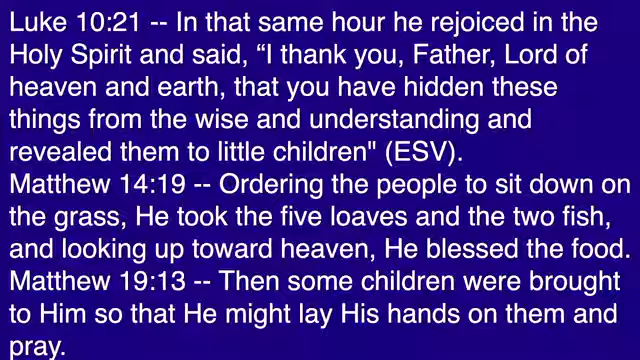 Luke 10:21 -- In that same hour he rejoiced in the
Holy Spirit and said, “I thank you, Father, Lord of
heaven and earth, that you have hidden these
things from the wise and understanding and
revealed them to little children" (ESV).
Matthew 14:19 -- Ordering the people to sit down on
the grass, He took the five loaves and the two fish,
and looking up toward heaven, He blessed the food.
Matthew 19:13 -- Then some children were brought
to Him so that He might lay His hands on them and
pray.